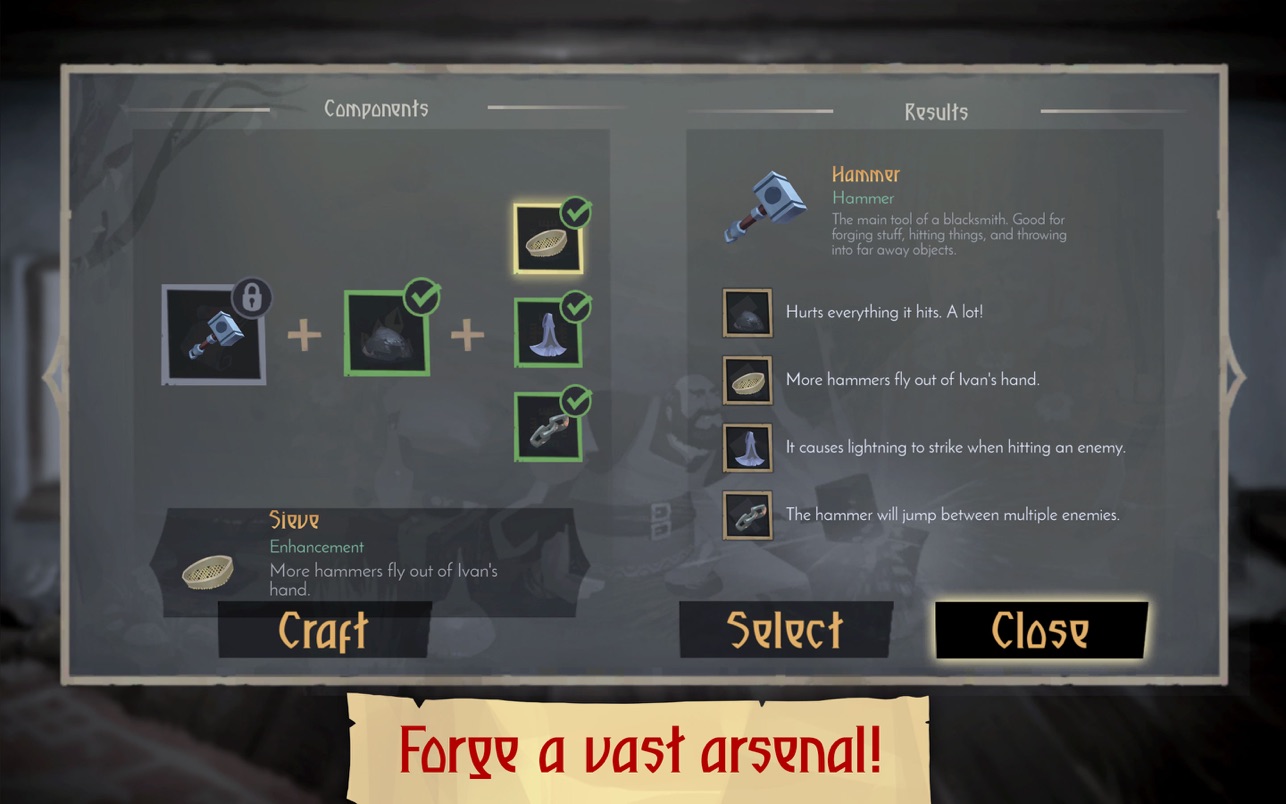 Components
Results
Hammer
Hammer
The main tool of a blacksmith. Good for
forging stuff, hitting things, and throwing
into far away objects.
Hurts everything it hits. A lot!
More hammers fly out of Ivan's hand.
It causes lightning to strike when hitting an enemy.
The hammer will jump between multiple enemies.
Sieve
Enhancement
More hammers fly out of Ivan's
hand.
Craft
Select
Close
Forge a vast arsenal!